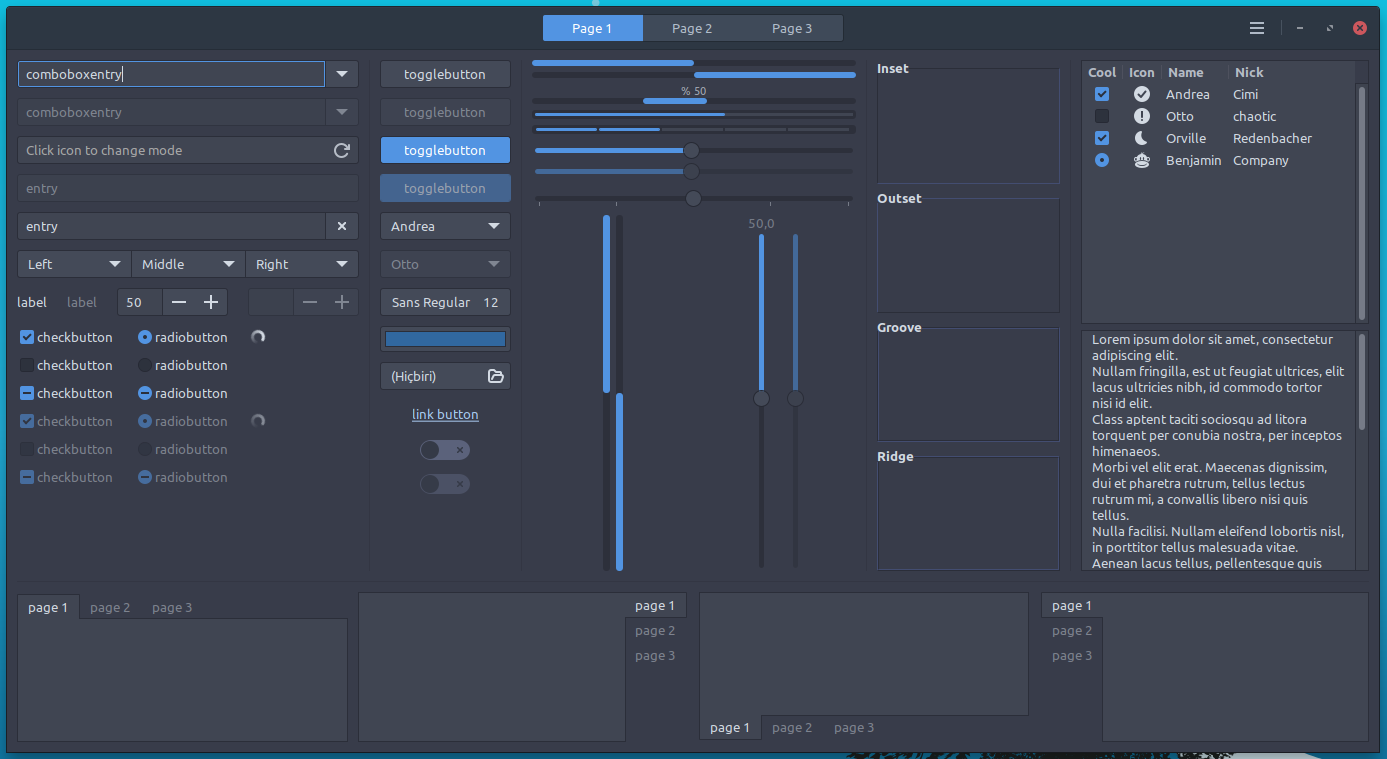 Page 1 Page 2 Page 3
comboboxentry
comboboxentry
Click icon to change mode
entry
entry
Left Middle Right
label label 50
checkbutton radiobutton
checkbutton radiobutton
checkbutton radiobutton
checkbutton radiobutton
checkbutton radiobutton
checkbutton radiobutton
togglebutton
togglebutton
togglebutton
togglebutton
Andrea
Otto
Sans Regular 12
(Hiçbiri)
link button
% 50
50,0
Inset
Outset
Groove
Ridge
Cool Icon Name Nick
Andrea Cimi
Otto chaotic
Orville Redenbacher
Benjamin Company
Lorem ipsum dolor sit amet, consectetur
adipiscing elit.
Nullam fringilla, est ut feugiat ultrices, elit
lacus ultricies nibh, id commodo tortor
nisi id elit.
Class aptent taciti sociosqu ad litora
torquent per conubia nostra, per inceptos
himenaeos.
Morbi vel elit erat. Maecenas dignissim,
dui et pharetra rutrum, tellus lectus
rutrum mi, a convallis libero nisi quis
tellus.
Nulla facilisi. Nullam eleifend lobortis nisl,
in porttitor tellus malesuada vitae.
Aenean lacus tellus, pellentesque quis
page 1 page 2 page 3
page 1
page 2
page 3
page 1 page 2 page 3
page 1
page 2
page 3